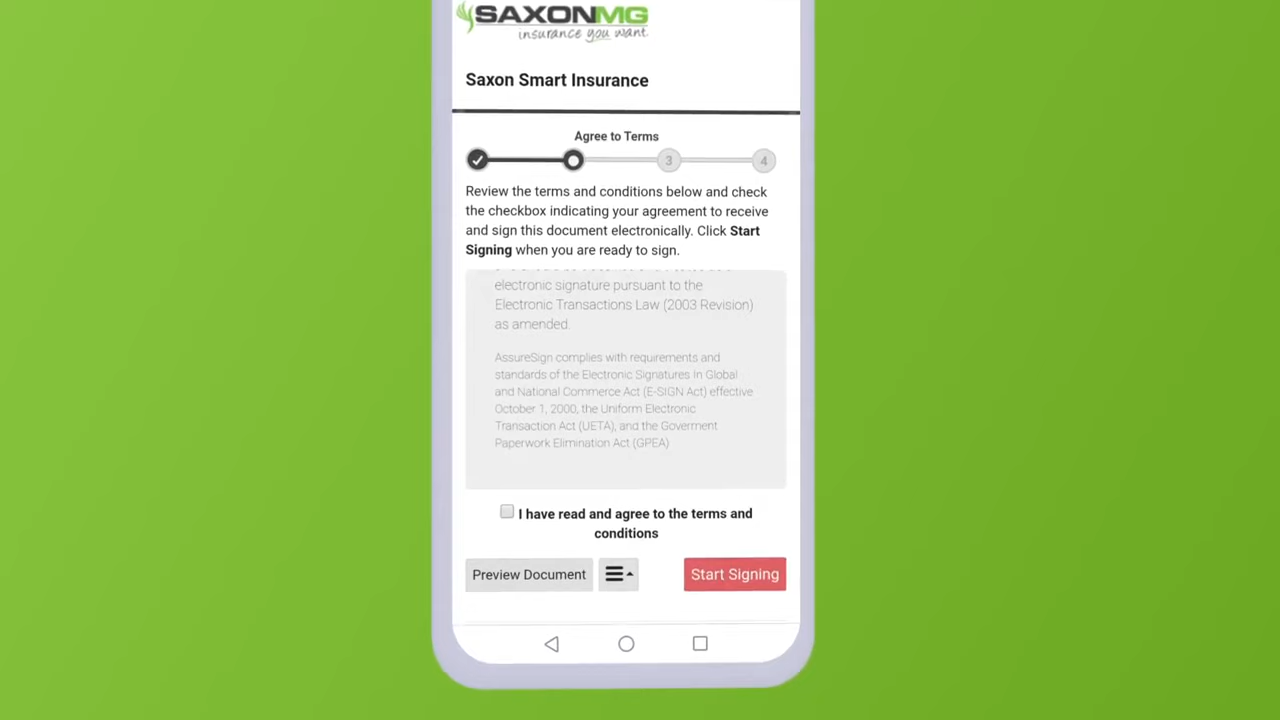 SAXONMG
insurance you want.
Saxon Smart Insurance
Agree to Terms
3
4
Review the terms and conditions below and check
the checkbox indicating your agreement to receive
and sign this document electronically. Click Start
Signing when you are ready to sign.
electronic signature pursuant to the
Electronic Transactions Law (2003 Revision)
as amended.
AssureSign complies with requirements and
standards of the Electronic Signatures in Global
and National Commerce Act (E-SIGN Act) effective
October 1, 2000, the Uniform Electronic
Transaction Act (UETA), and the Goverment
Paperwork Elimination Act (GPEA)
I have read and agree to the terms and
conditions
Preview Document
Start Signing